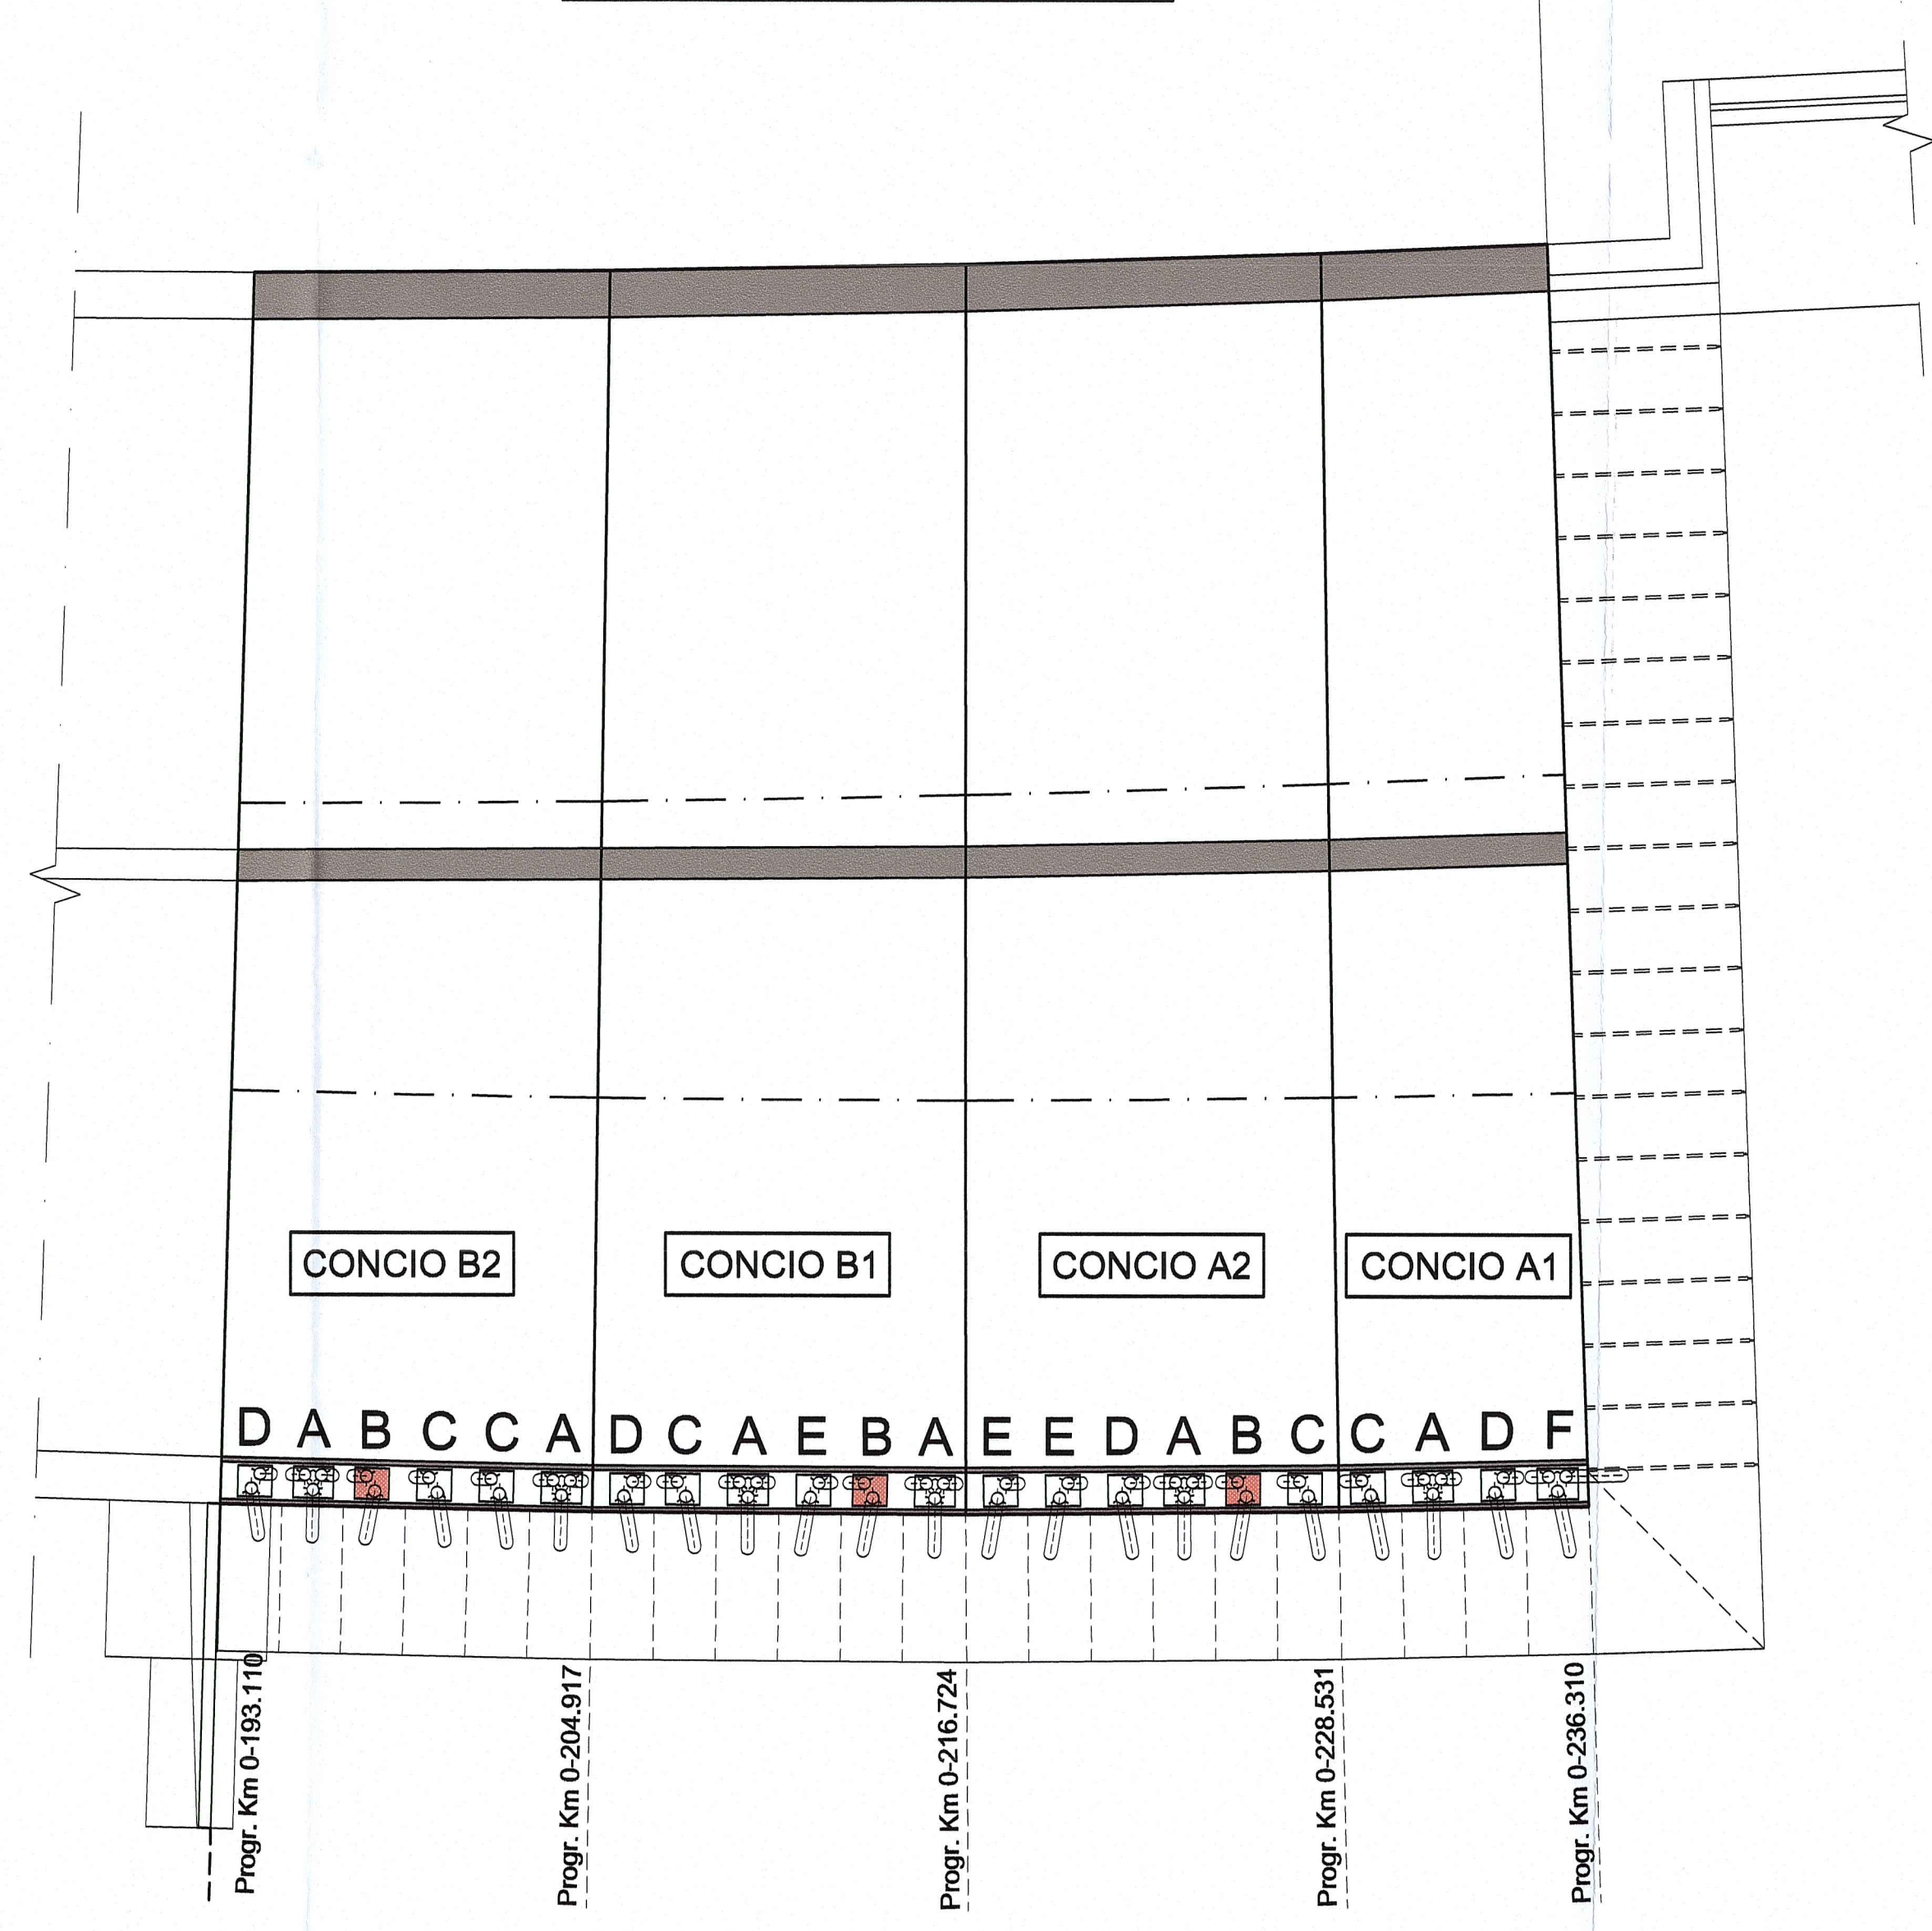 CONCIO B2 CONCIO B1 CONCIO A2 CONCIO A1
D A B C C A D C A E B A E E D A B C C A D F
Progr. Km 0-193.110
Progr. Km 0-204.917
Progr. Km 0-216.724
Progr. Km 0-228.531
Progr. Km 0-236.310